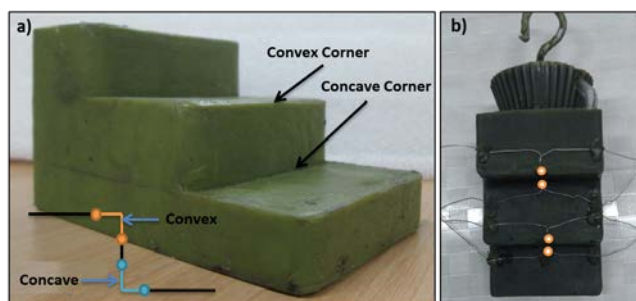 a)
Convex Corner
Concave Corner
Convex
Concave
b)